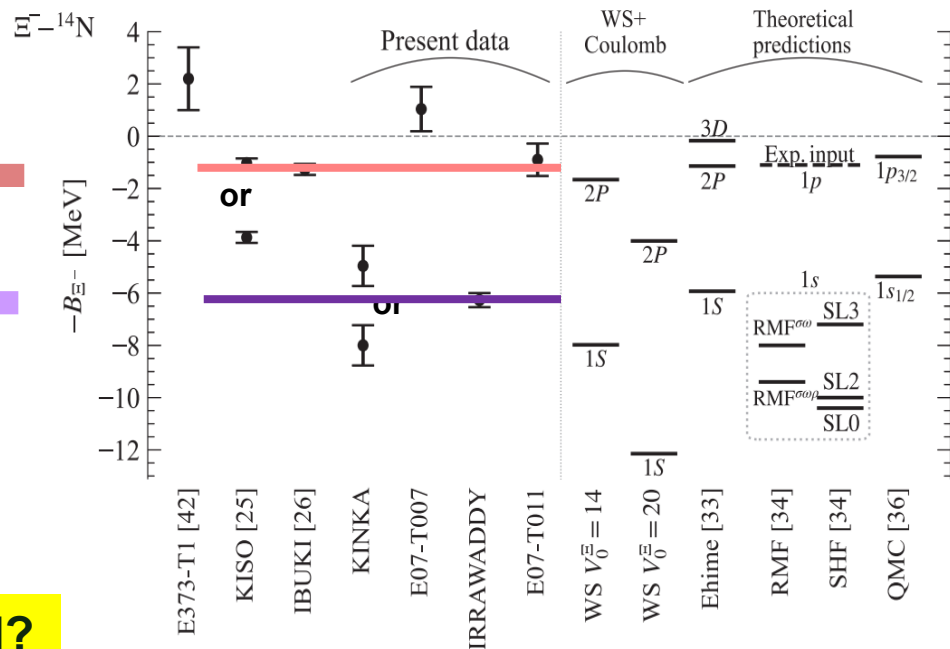 Ξ⁻–¹⁴N
Present data
WS+
Coulomb
Theoretical
predictions
−B_Ξ⁻ [MeV]
4
2
0
−2
−4
−6
−8
−10
−12
or
or
2P
1S
2P
1S
3D
2P
1S
Exp. input
1p
1s
RMF^σω
RMF^σωρ
SL3
SL2
SL0
1p3/2
1s1/2
E373-T1 [42]
KISO [25]
IBUKI [26]
KINKA
E07-T007
IRRAWADDY
E07-T011
WS V₀^Ξ = 14
WS V₀^Ξ = 20
Ehime [33]
RMF [34]
SHF [34]
QMC [36]